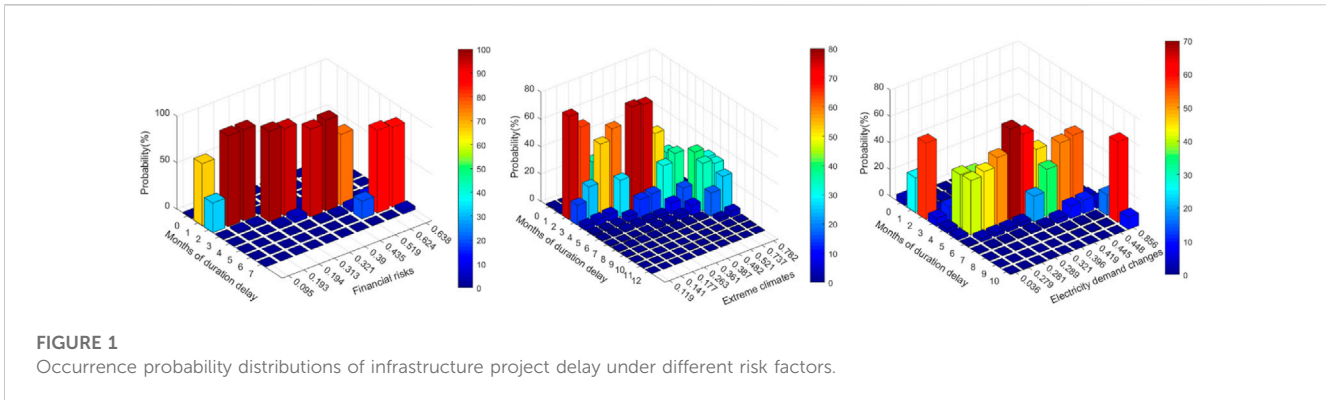 100
50
0
Probability(%)
0 1 2 3 4 5 6 7
Months of duration delay
0.095 0.193 0.194 0.313 0.321 0.39 0.435 0.519 0.624 0.638
Financial risks
100
90
80
70
60
50
40
30
20
10
0
80
60
40
20
0
Probability(%)
0 1 2 3 4 5 6 7 8 9 10 11 12
Months of duration delay
0.119 0.141 0.177 0.263 0.361 0.387 0.482 0.521 0.737 0.782
Extreme climates
80
70
60
50
40
30
20
10
0
80
60
40
20
0
Probability(%)
0 1 2 3 4 5 6 7 8 9 10
Months of duration delay
0.036 0.279 0.281 0.289 0.321 0.396 0.419 0.445 0.448 0.856
Electricity demand changes
70
60
50
40
30
20
10
0
FIGURE 1
Occurrence probability distributions of infrastructure project delay under different risk factors.